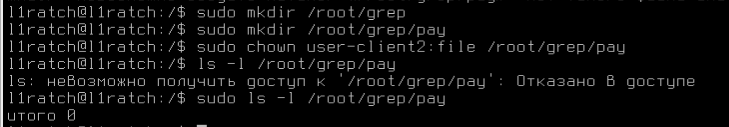 l1ratch@l1ratch:/$ sudo mkdir /root/grep
l1ratch@l1ratch:/$ sudo mkdir /root/grep/pay
l1ratch@l1ratch:/$ sudo chown user-client2:file /root/grep/pay
l1ratch@l1ratch:/$ ls -l /root/grep/pay
ls: невозможно получить доступ к '/root/grep/pay': Отказано в доступе
l1ratch@l1ratch:/$ sudo ls -l /root/grep/pay
итого 0